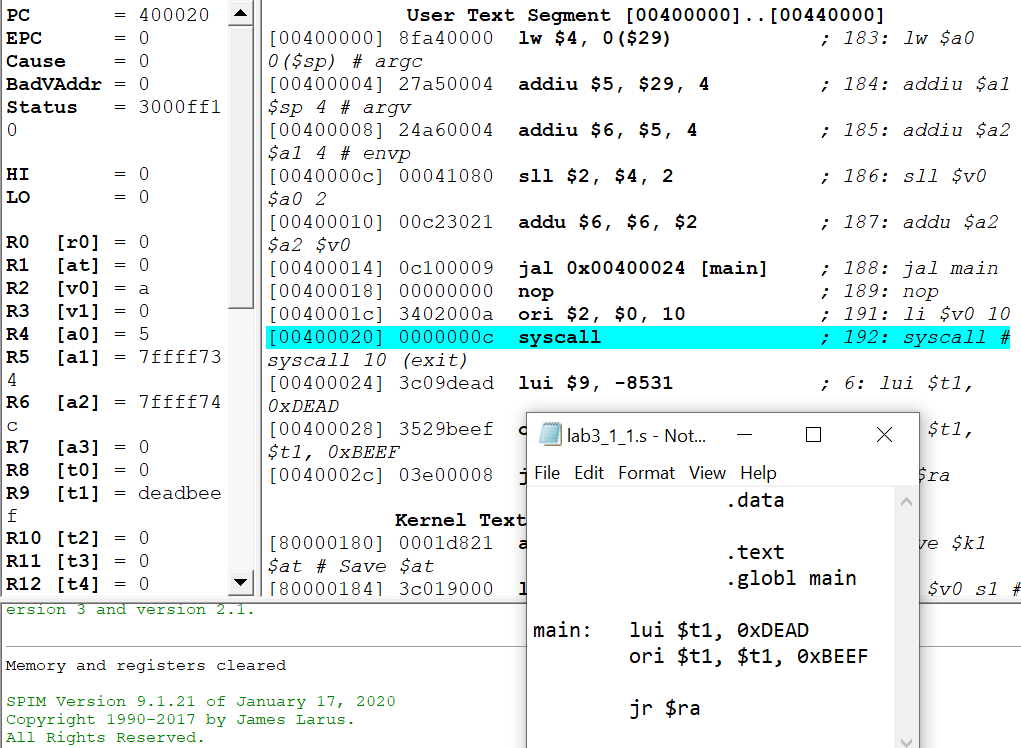 PC       = 400020
EPC      = 0
Cause    = 0
BadVAddr = 0
Status   = 3000ff1
0
HI       = 0
LO       = 0
R0  [r0] = 0
R1  [at] = 0
R2  [v0] = a
R3  [v1] = 0
R4  [a0] = 5
R5  [a1] = 7ffff73
4
R6  [a2] = 7ffff74
c
R7  [a3] = 0
R8  [t0] = 0
R9  [t1] = deadbee
f
R10 [t2] = 0
R11 [t3] = 0
R12 [t4] = 0
User Text Segment [00400000]..[00440000]
[00400000] 8fa40000  lw $4, 0($29)            ; 183: lw $a0
0($sp) # argc
[00400004] 27a50004  addiu $5, $29, 4         ; 184: addiu $a1
$sp 4 # argv
[00400008] 24a60004  addiu $6, $5, 4          ; 185: addiu $a2
$a1 4 # envp
[0040000c] 00041080  sll $2, $4, 2            ; 186: sll $v0
$a0 2
[00400010] 00c23021  addu $6, $6, $2          ; 187: addu $a2
$a2 $v0
[00400014] 0c100009  jal 0x00400024 [main]    ; 188: jal main
[00400018] 00000000  nop                      ; 189: nop
[0040001c] 3402000a  ori $2, $0, 10           ; 191: li $v0 10
[00400020] 0000000c  syscall                  ; 192: syscall #
syscall 10 (exit)
[00400024] 3c09dead  lui $9, -8531            ; 6: lui $t1,
0xDEAD
[00400028] 3529beef $t1,
$t1, 0xBEEF
[0040002c] 03e00008 $ra
Kernel Text
[80000180] 0001d821 $k1
$at # Save $at
[80000184] 3c019000 $v0 s1 #
lab3_1_1.s - Not...
File Edit Format View Help
.data
.text
.globl main
main:   lui $t1, 0xDEAD
ori $t1, $t1, 0xBEEF
jr $ra
ersion 3 and version 2.1.
Memory and registers cleared
SPIM Version 9.1.21 of January 17, 2020
Copyright 1990-2017 by James Larus.
All Rights Reserved.